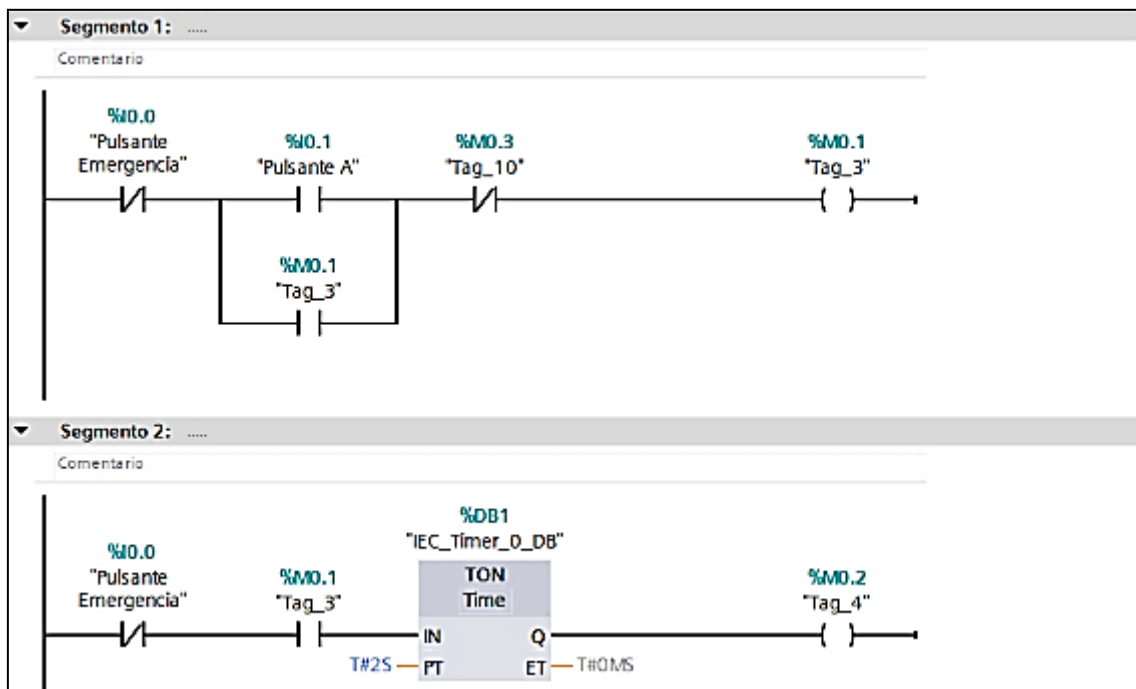 Segmento 1: .....
Comentario
%I0.0
"Pulsante
Emergencia"
%I0.1
"Pulsante A"
%M0.3
"Tag_10"
%M0.1
"Tag_3"
%M0.1
"Tag_3"
Segmento 2: .....
Comentario
%DB1
"IEC_Timer_0_DB"
%I0.0
"Pulsante
Emergencia"
%M0.1
"Tag_3"
TON
Time
%M0.2
"Tag_4"
IN Q
T#2S PT ET T#0MS